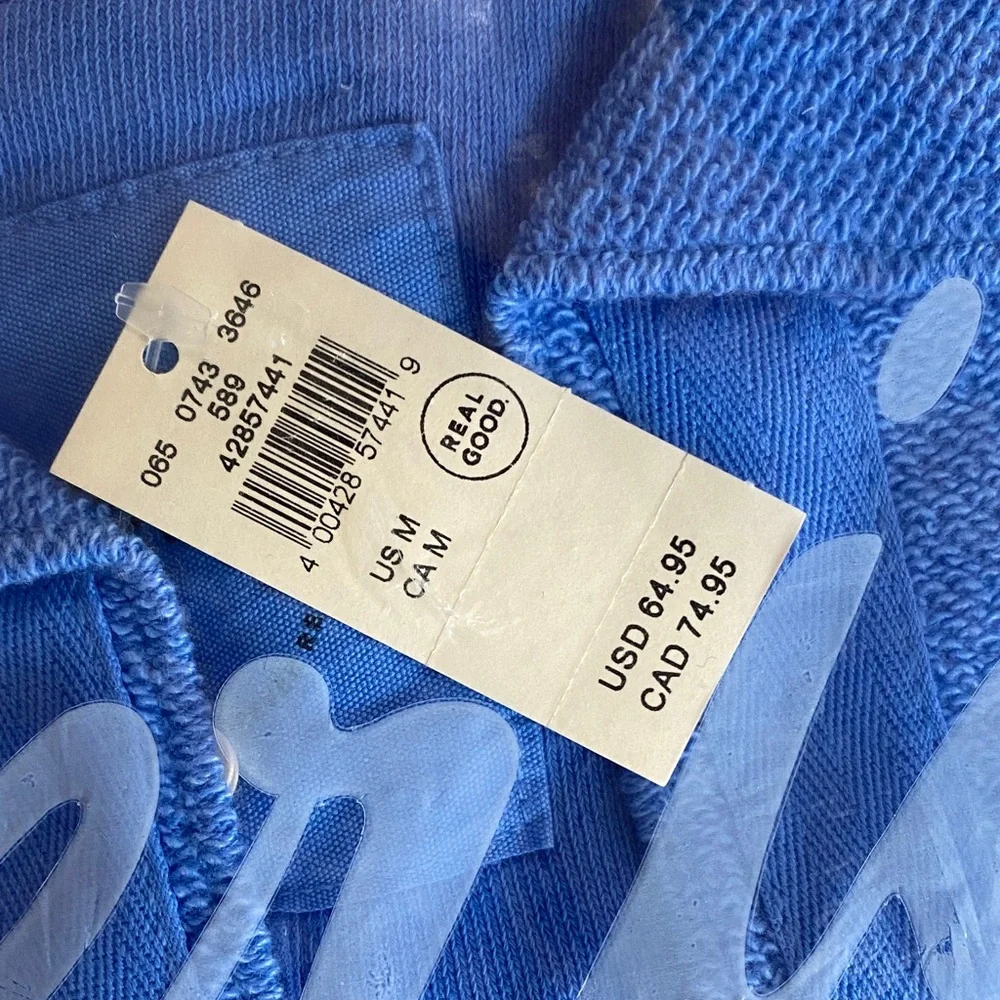 065 0743 3646
589
42857441
4 00428 57441 9
REAL
GOOD.
US M
CA M
USD 64.95
CAD 74.95
RE